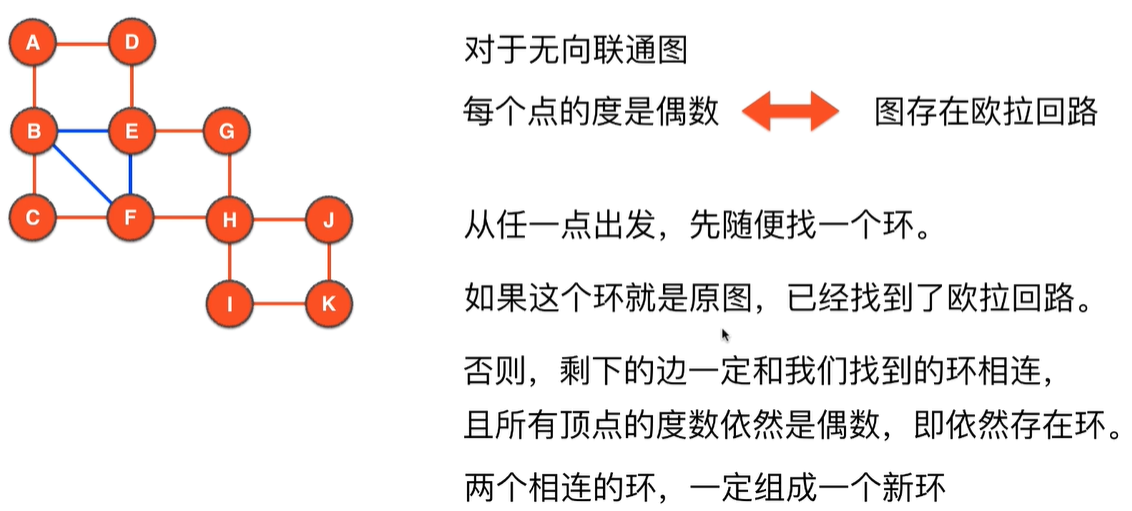 A D
对于无向联通图
每个点的度是偶数 图存在欧拉回路
B E G
C F H J
从任一点出发，先随便找一个环。
I K
如果这个环就是原图，已经找到了欧拉回路。
否则，剩下的边一定和我们找到的环相连，
且所有顶点的度数依然是偶数，即依然存在环。
两个相连的环，一定组成一个新环